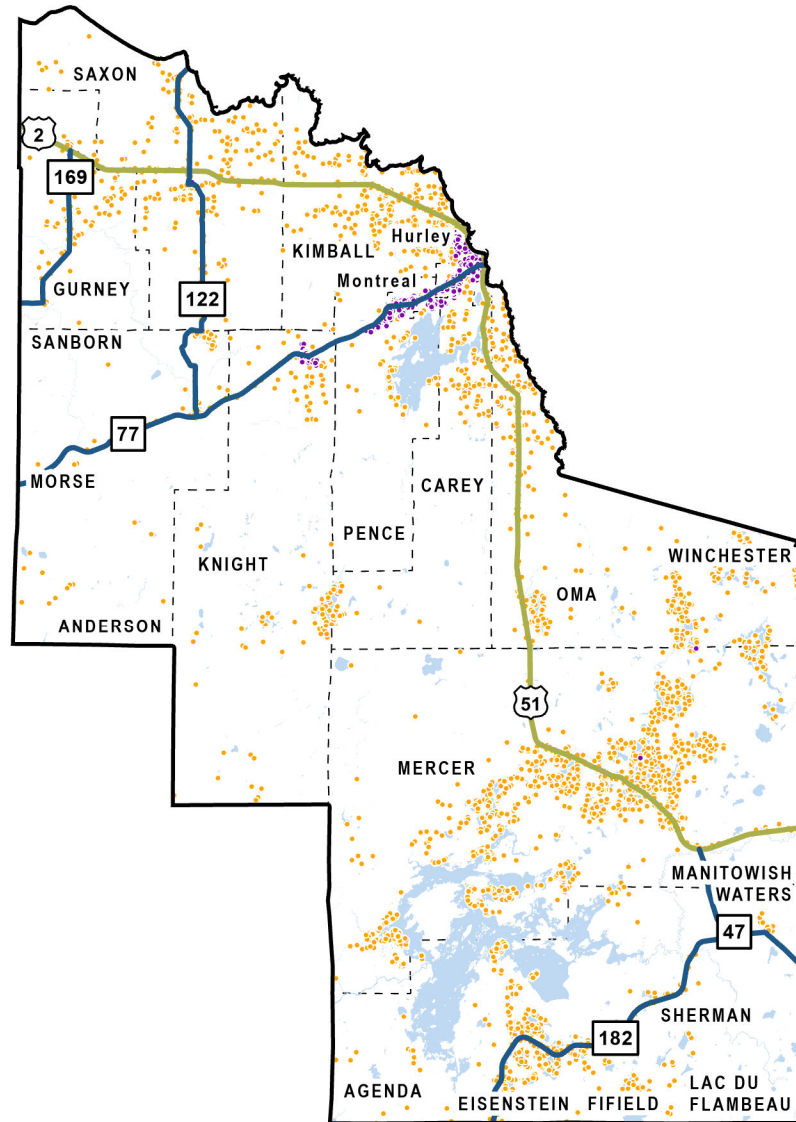 SAXON
2
169
Hurley
KIMBALL
Montreal
GURNEY
122
SANBORN
77
MORSE
CAREY
PENCE
KNIGHT
WINCHESTER
OMA
ANDERSON
51
MERCER
MANITOWISH
WATERS
47
SHERMAN
182
AGENDA
EISENSTEIN
FIFIELD
LAC DU
FLAMBEAU